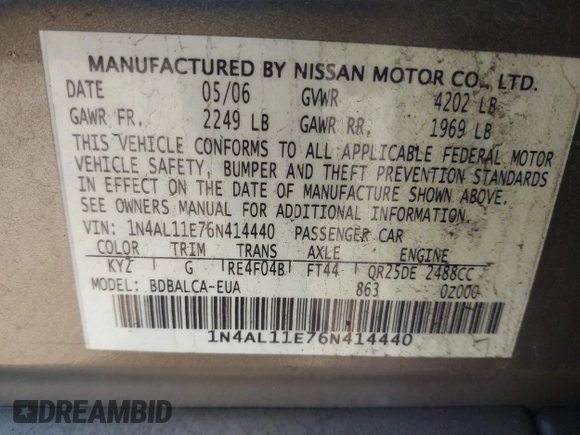 MANUFACTURED BY NISSAN MOTOR CO., LTD.
DATE 05/06 GVWR 4202 LB
GAWR FR. 2249 LB GAWR RR. 1969 LB
THIS VEHICLE CONFORMS TO ALL APPLICABLE FEDERAL MOTOR
VEHICLE SAFETY, BUMPER AND THEFT PREVENTION STANDARDS
IN EFFECT ON THE DATE OF MANUFACTURE SHOWN ABOVE.
SEE OWNERS MANUAL FOR ADDITIONAL INFORMATION.
VIN: 1N4AL11E76N414440 PASSENGER CAR
COLOR TRIM TRANS AXLE ENGINE
KYZ G RE4F04B FT44 QR25DE 2488CC
MODEL: BDBALCA-EUA 863 0Z000
1N4AL11E76N414440
DREAMBID